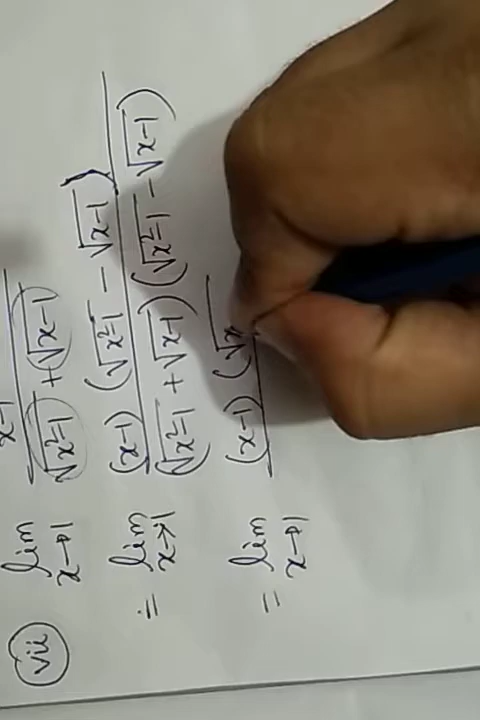 (vii) lim x→1 x-1 / √x²-1 + √x-1
= lim x→1 (x-1) (√x²-1 - √x-1) / (√x²-1 + √x-1) (√x²-1 - √x-1)
= lim x→1 (x-1) (√x